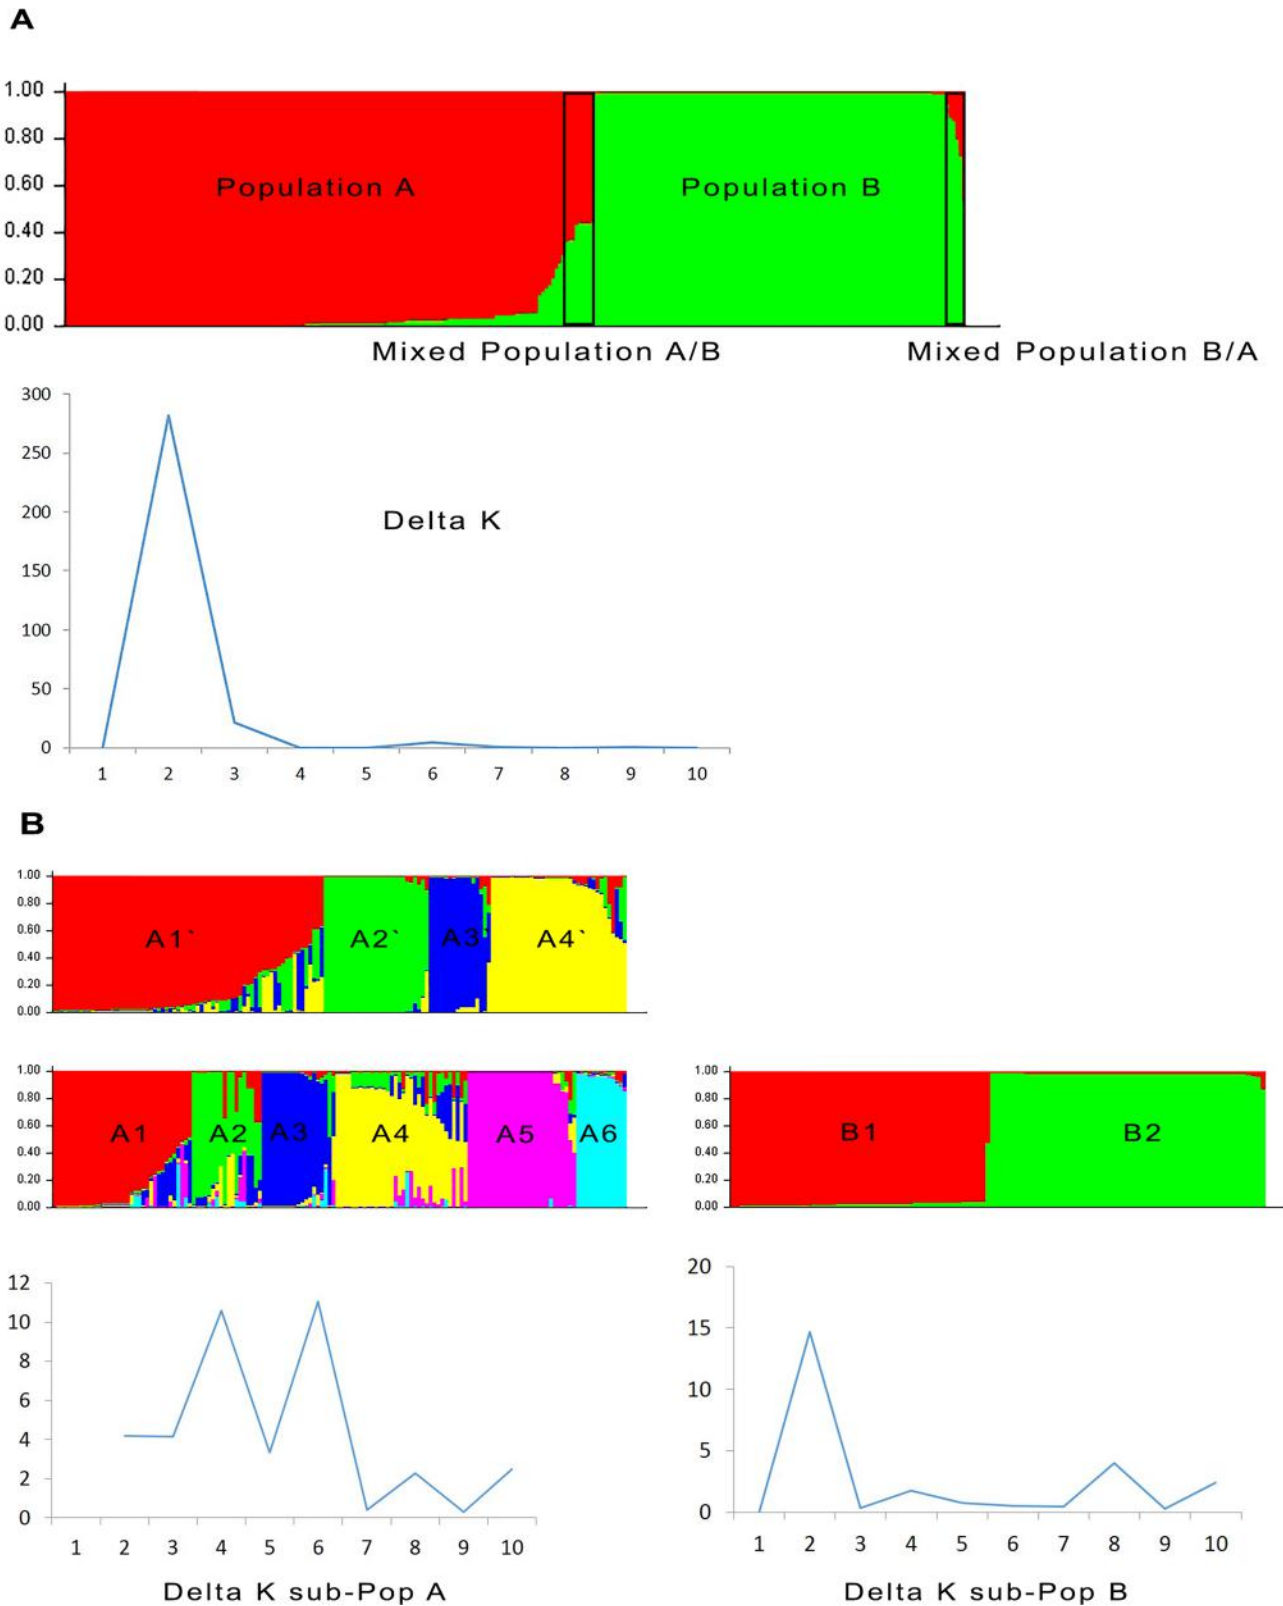 A
1.00
0.80
0.60
0.40
0.20
0.00
Population A
Population B
Mixed Population A/B
Mixed Population B/A
300
250
200
150
100
50
0
Delta K
1 2 3 4 5 6 7 8 9 10
B
1.00
0.80
0.60
0.40
0.20
0.00
A1` A2` A3` A4`
1.00
0.80
0.60
0.40
0.20
0.00
A1 A2 A3 A4 A5 A6
1.00
0.80
0.60
0.40
0.20
0.00
B1 B2
12
10
8
6
4
2
0
1 2 3 4 5 6 7 8 9 10
Delta K sub-Pop A
20
15
10
5
0
1 2 3 4 5 6 7 8 9 10
Delta K sub-Pop B